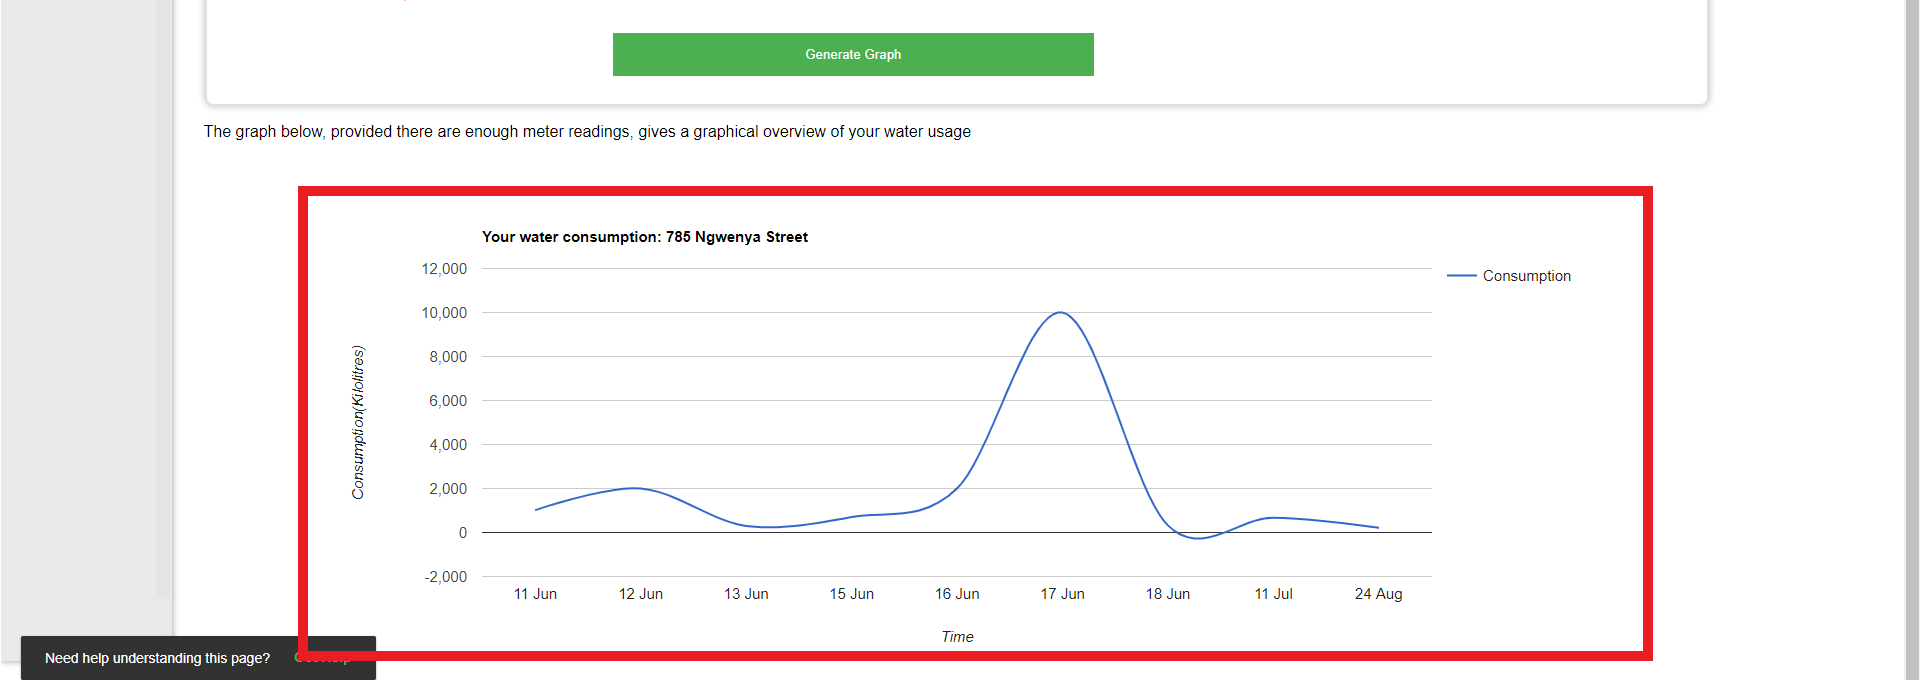 Generate Graph
The graph below, provided there are enough meter readings, gives a graphical overview of your water usage
Your water consumption: 785 Ngwenya Street
12,000
10,000
8,000
6,000
4,000
2,000
0
-2,000
Consumption(Kilolitres)
Consumption
11 Jun
12 Jun
13 Jun
15 Jun
16 Jun
17 Jun
18 Jun
11 Jul
24 Aug
Time
Need help understanding this page?